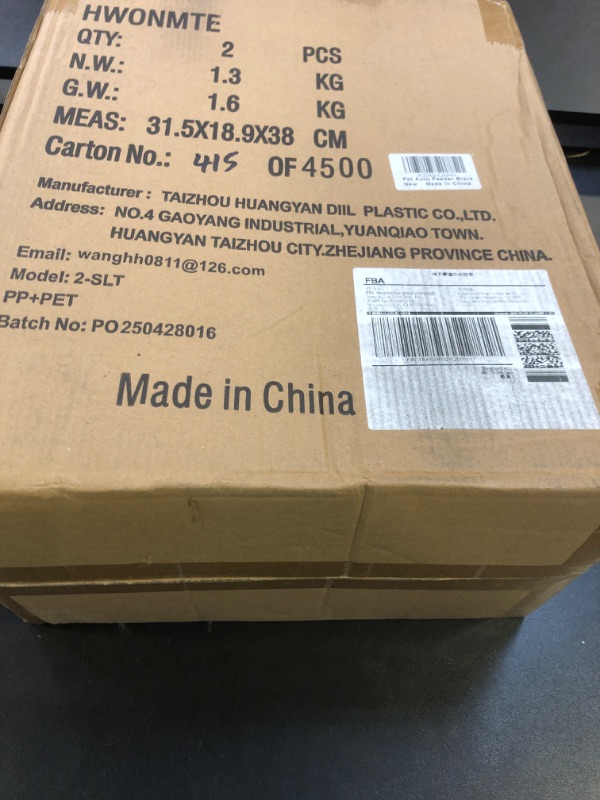 HWONMTE
QTY: 2 PCS
N.W.: 1.3 KG
G.W.: 1.6 KG
MEAS: 31.5X18.9X38 CM
Carton No.: 415 OF 4500
Pet Auto Feeder Black
New Made in China
Manufacturer : TAIZHOU HUANGYAN DIIL PLASTIC CO.,LTD.
Address: NO.4 GAOYANG INDUSTRIAL,YUANQIAO TOWN.
HUANGYAN TAIZHOU CITY.ZHEJIANG PROVINCE CHINA.
Email: wanghh0811@126.com
Model: 2-SLT
PP+PET
Batch No: PO250428016
FBA
Made in China